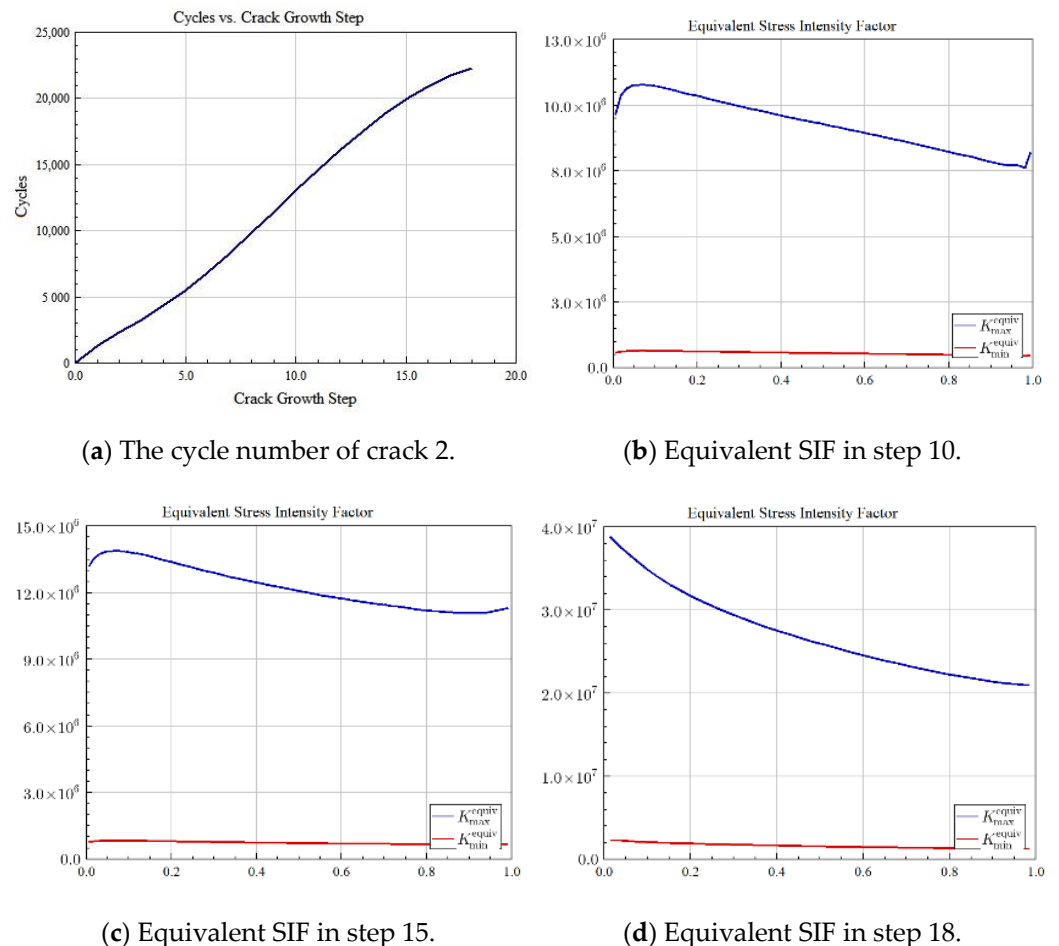 Cycles vs. Crack Growth Step
25,000
20,000
15,000
10,000
5 000
0
0.0 5.0 10.0 15.0 20.0
Cycles
Crack Growth Step
(a) The cycle number of crack 2.
Equivalent Stress Intensity Factor
13.0×10⁶
10.0×10⁶
8.0×10⁶
5.0×10⁶
3.0×10⁶
0.0
0.0 0.2 0.4 0.6 0.8 1.0
K equiv max
K equiv min
(b) Equivalent SIF in step 10.
Equivalent Stress Intensity Factor
15.0×10⁶
12.0×10⁶
9.0×10⁶
6.0×10⁶
3.0×10⁶
0.0
0.0 0.2 0.4 0.6 0.8 1.0
K equiv max
K equiv min
(c) Equivalent SIF in step 15.
Equivalent Stress Intensity Factor
4.0×10⁷
3.0×10⁷
2.0×10⁷
1.0×10⁷
0.0
0.0 0.2 0.4 0.6 0.8 1.0
K equiv max
K equiv min
(d) Equivalent SIF in step 18.